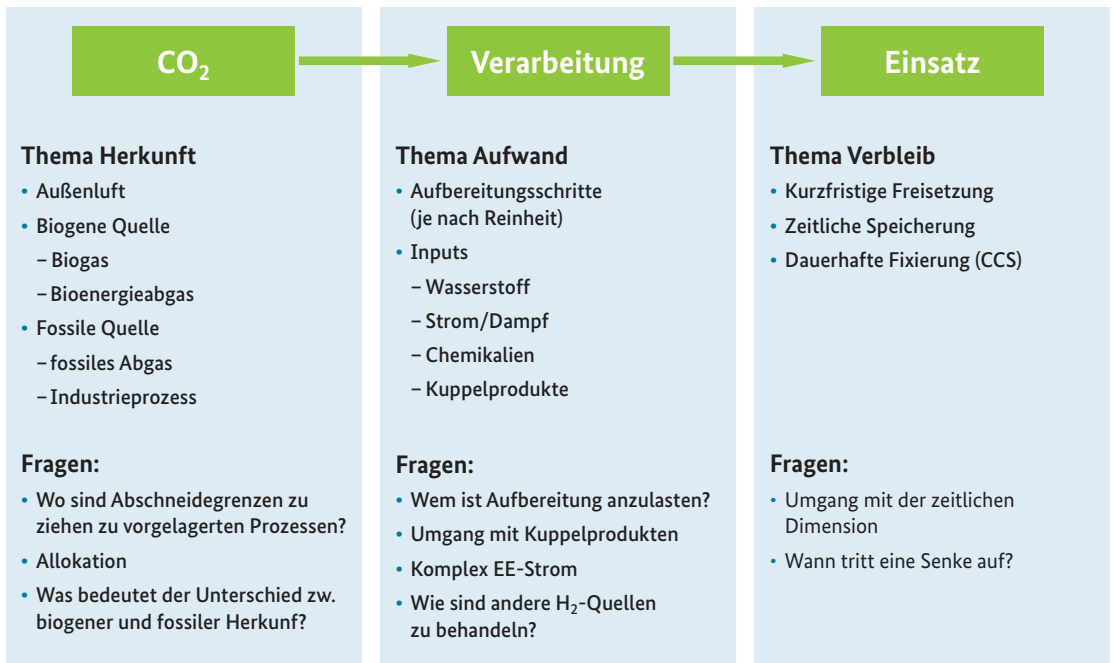 CO₂
Verarbeitung
Einsatz
Thema Herkunft
• Außenluft
• Biogene Quelle
– Biogas
– Bioenergieabgas
• Fossile Quelle
– fossiles Abgas
– Industrieprozess
Fragen:
• Wo sind Abschneidegrenzen zu
ziehen zu vorgelagerten Prozessen?
• Allokation
• Was bedeutet der Unterschied zw.
biogener und fossiler Herkunf?
Thema Aufwand
• Aufbereitungsschritte
(je nach Reinheit)
• Inputs
– Wasserstoff
– Strom/Dampf
– Chemikalien
– Kuppelprodukte
Fragen:
• Wem ist Aufbereitung anzulasten?
• Umgang mit Kuppelprodukten
• Komplex EE-Strom
• Wie sind andere H₂-Quellen
zu behandeln?
Thema Verbleib
• Kurzfristige Freisetzung
• Zeitliche Speicherung
• Dauerhafte Fixierung (CCS)
Fragen:
• Umgang mit der zeitlichen
Dimension
• Wann tritt eine Senke auf?